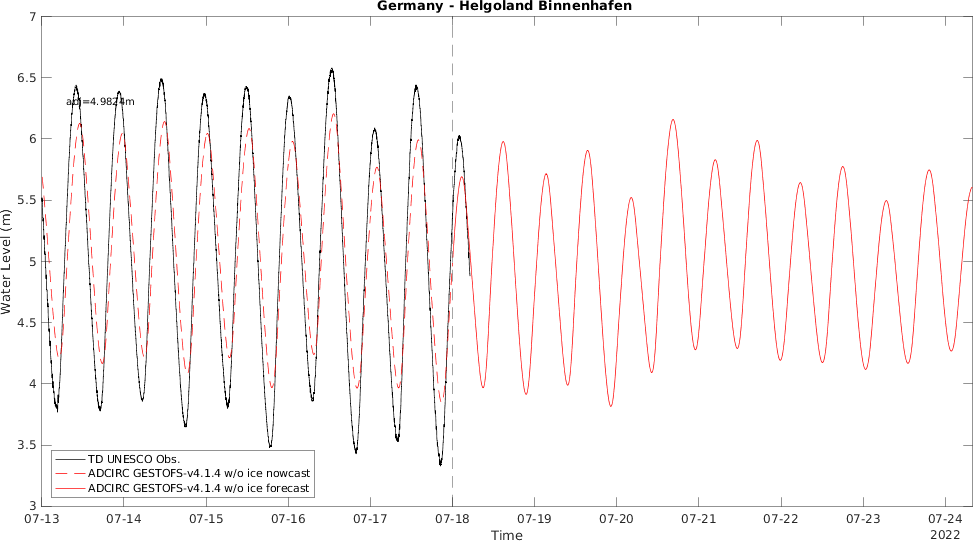 Germany - Helgoland Binnenhafen
7
6.5
6
5.5
5
4.5
4
3.5
3
Water Level (m)
adj=4.9824m
TD UNESCO Obs.
ADCIRC GESTOFS-v4.1.4 w/o ice nowcast
ADCIRC GESTOFS-v4.1.4 w/o ice forecast
07-13 07-14 07-15 07-16 07-17 07-18 07-19 07-20 07-21 07-22 07-23 07-24
2022
Time